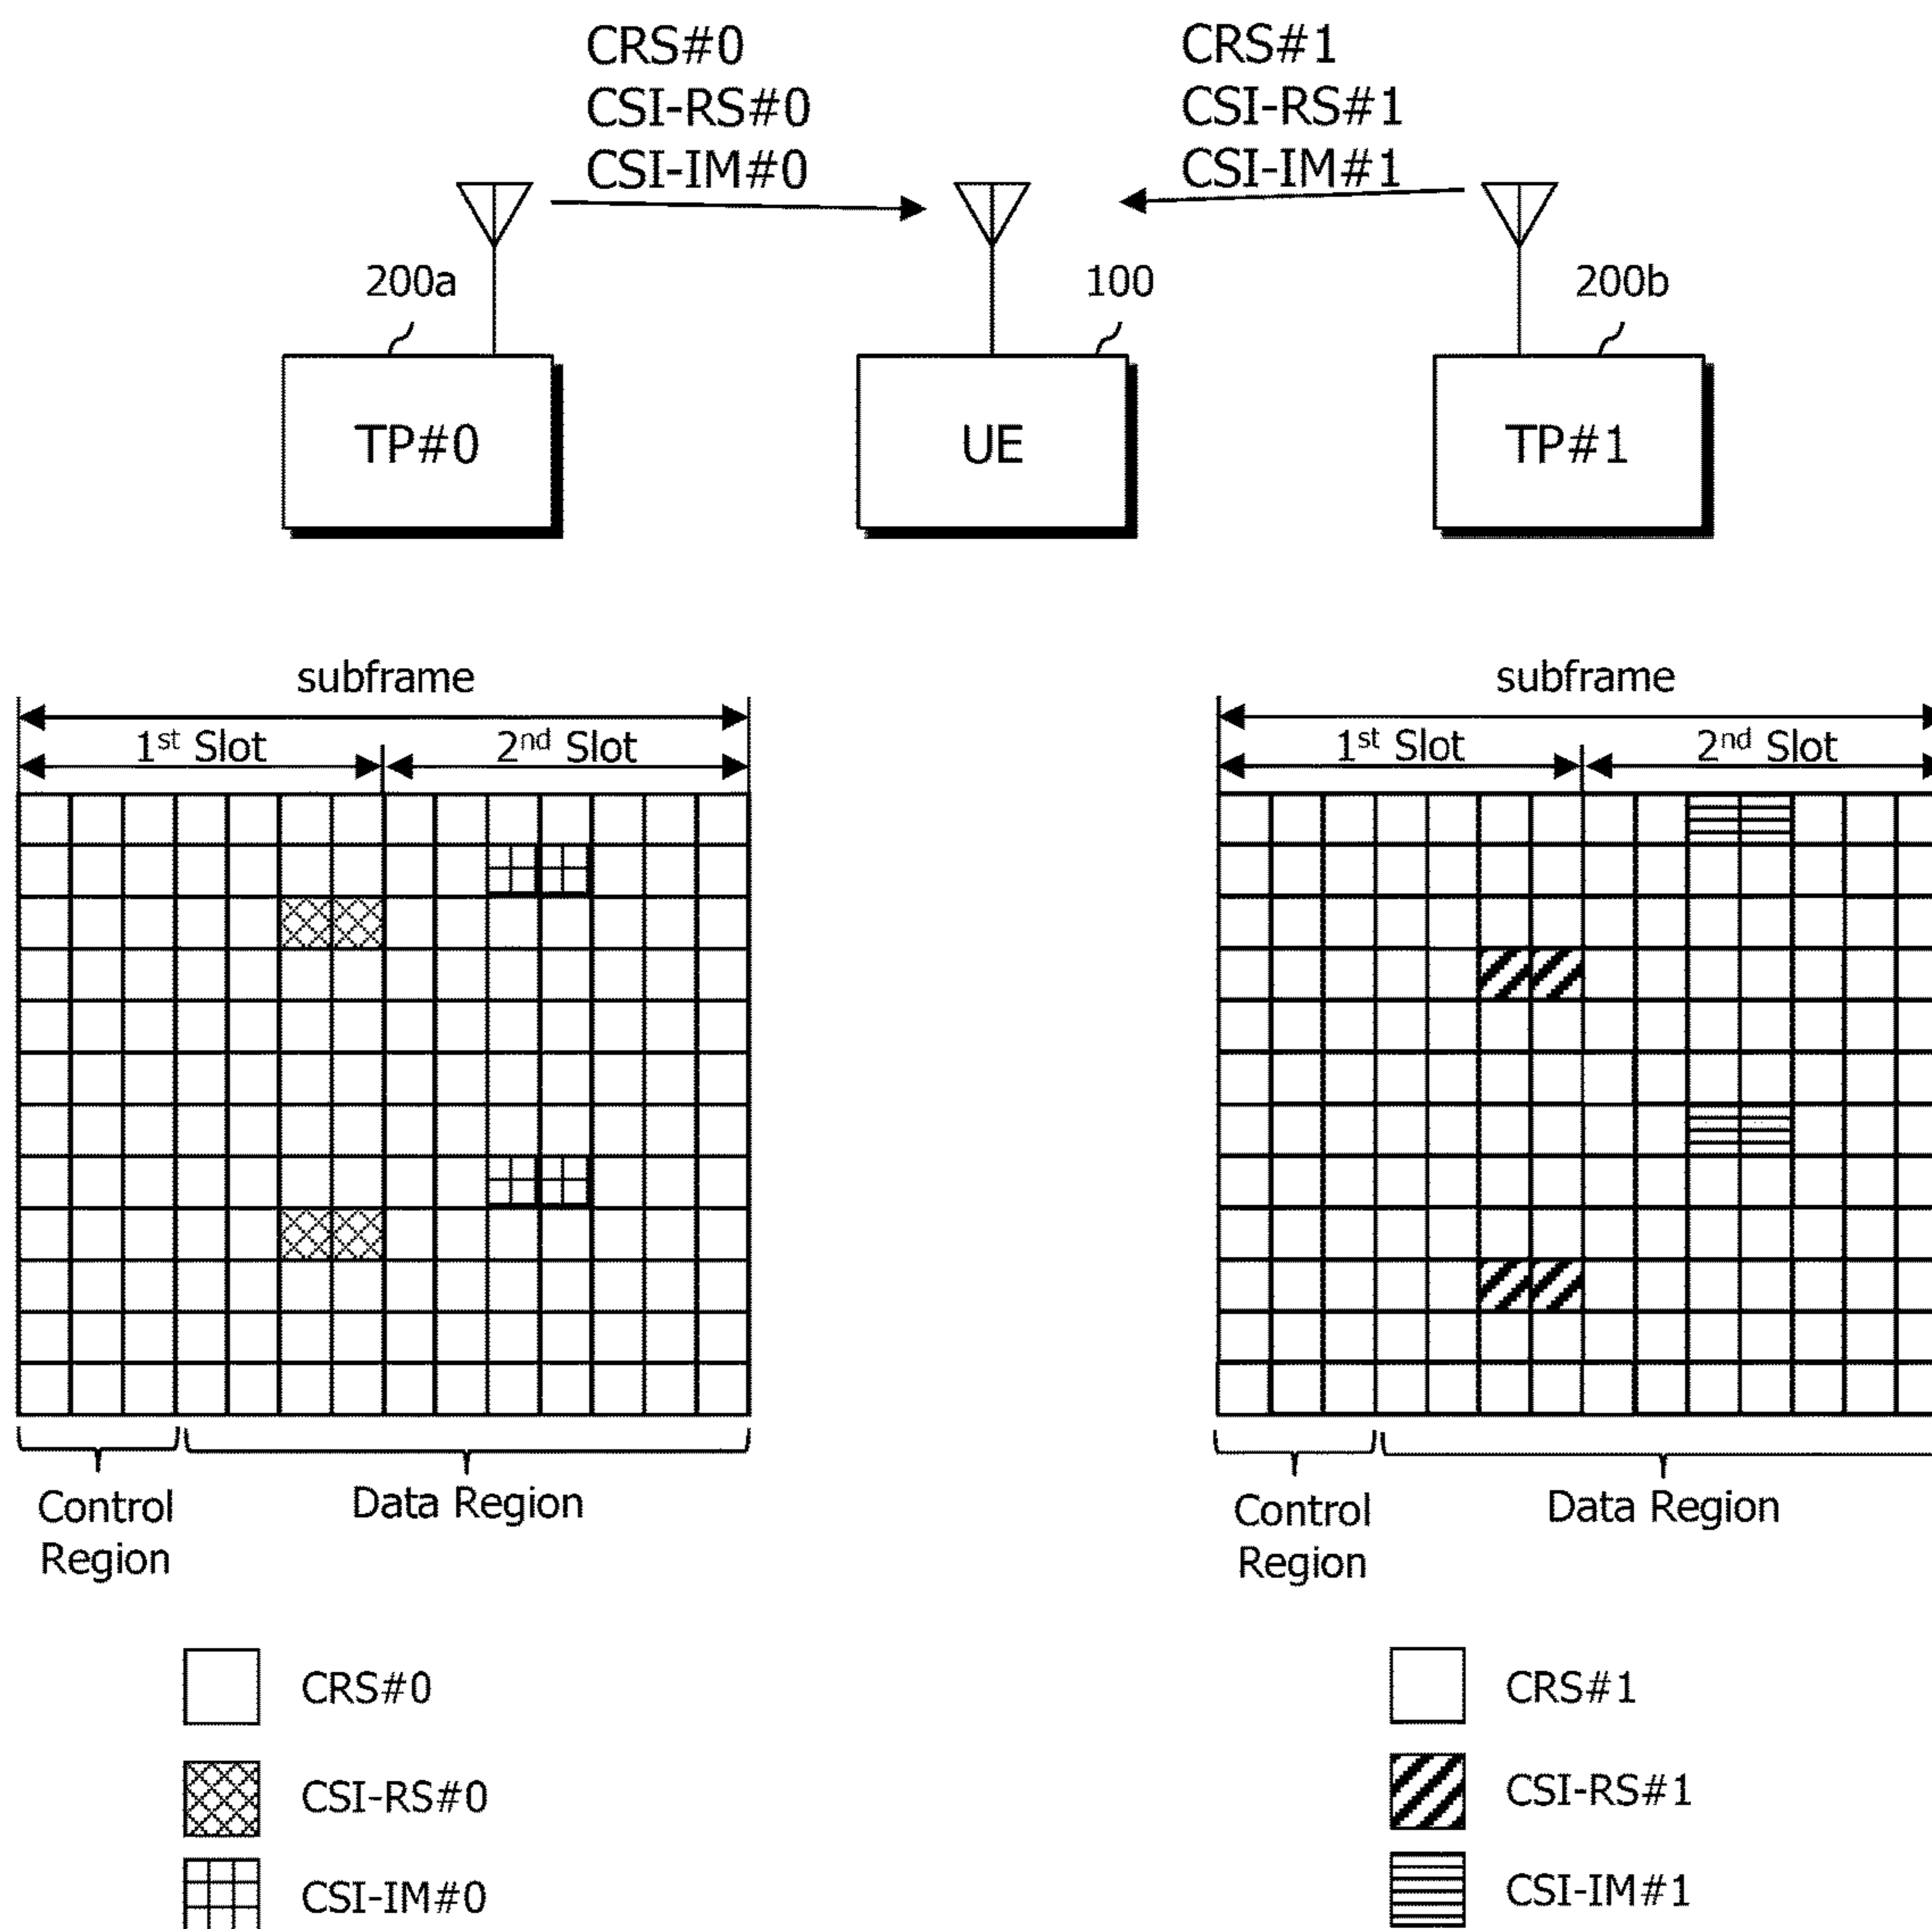 CRS#0
CSI-RS#0
CSI-IM#0
CRS#1
CSI-RS#1
CSI-IM#1
200a
100
200b
TP#0
UE
TP#1
subframe
1st Slot
2nd Slot
subframe
1st Slot
2nd Slot
Control
Region
Data Region
Control
Region
Data Region
CRS#0
CSI-RS#0
CSI-IM#0
CRS#1
CSI-RS#1
CSI-IM#1